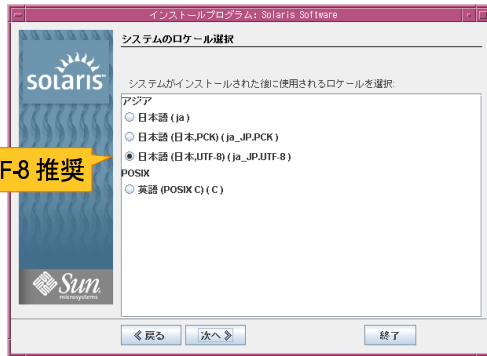 インストールプログラム: Solaris Software
システムのロケール選択
solaris
システムがインストールされた後に使用されるロケールを選択:
アジア
日本語 (ja)
日本語 (日本,PCK) (ja_JP.PCK)
日本語 (日本,UTF-8) (ja_JP.UTF-8)
F-8 推奨
POSIX
英語 (POSIX C) (C)
Sun
microsystems
戻る 次へ 終了